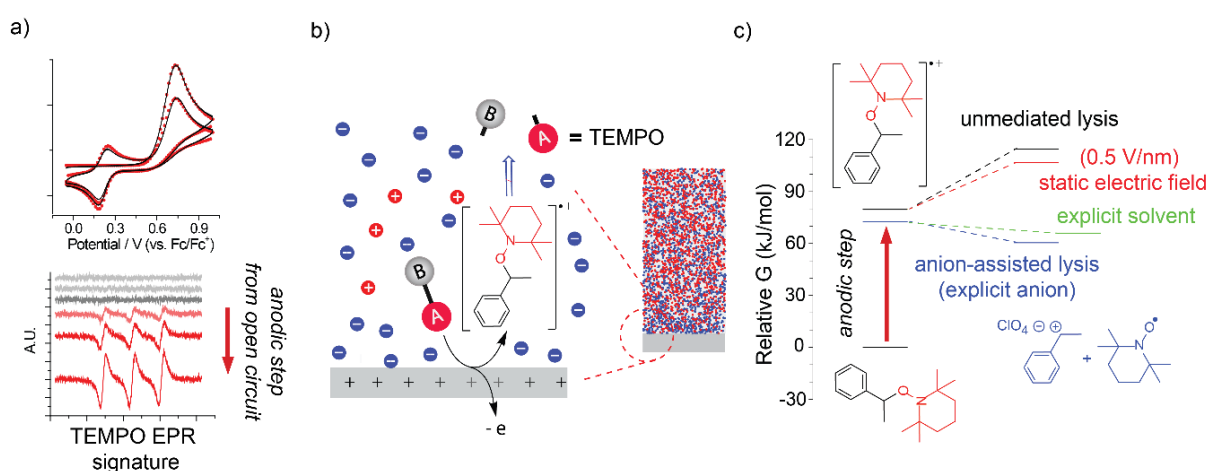 a)
0.0 0.3 0.6 0.9
Potential / V (vs. Fc/Fc⁺)
A.U.
anodic step
from open circuit
TEMPO EPR
signature
b)
B
A = TEMPO
− − − − − − − − − − − − − − − − −
+ + + +
B
A
•+
N
O
+ + + + + + + + +
- e
c)
•+
N
O
Relative G (kJ/mol)
120
90
60
30
0
-30
anodic step
unmediated lysis
(0.5 V/nm)
static electric field
explicit solvent
anion-assisted lysis
(explicit anion)
ClO₄ ⊖ ⊕
+
N
O•
O
N